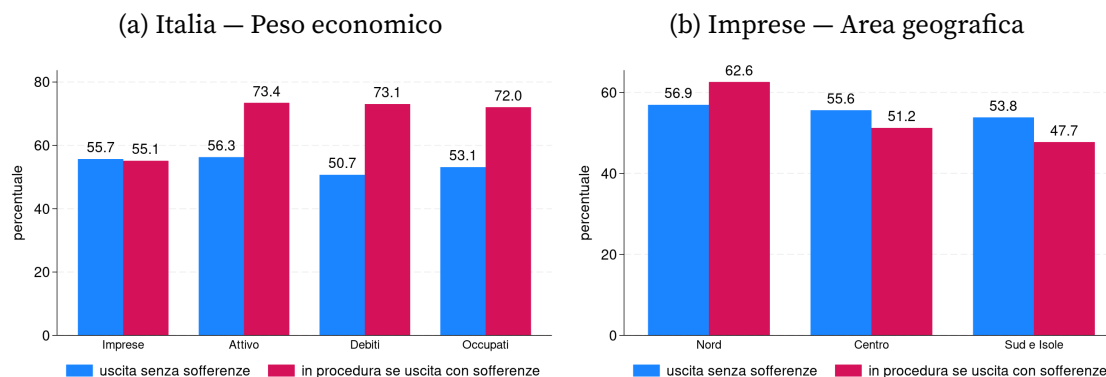 (a) Italia — Peso economico
percentuale
80
60
40
20
0
55.7
55.1
56.3
73.4
50.7
73.1
53.1
72.0
Imprese
Attivo
Debiti
Occupati
uscita senza sofferenze
in procedura se uscita con sofferenze
(b) Imprese — Area geografica
percentuale
60
40
20
0
56.9
62.6
55.6
51.2
53.8
47.7
Nord
Centro
Sud e Isole
uscita senza sofferenze
in procedura se uscita con sofferenze